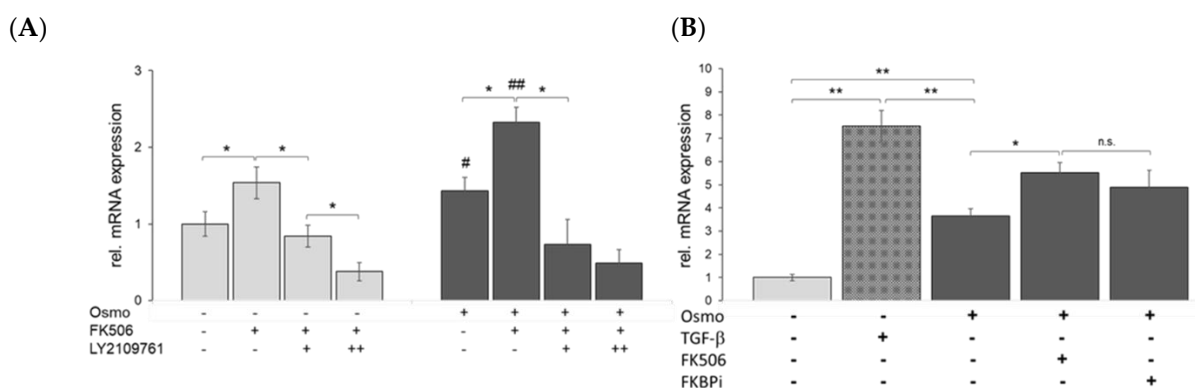 (A)
rel. mRNA expression
3
2
1
0
* * * # * ## *
Osmo - - - - + + + +
FK506 - + + + - + + +
LY2109761 - - + ++ - - + ++
(B)
rel. mRNA expression
10
9
8
7
6
5
4
3
2
1
0
**
** **
* n.s.
Osmo - - + + +
TGF-β - + - - -
FK506 - - - + -
FKBPi - - - - +